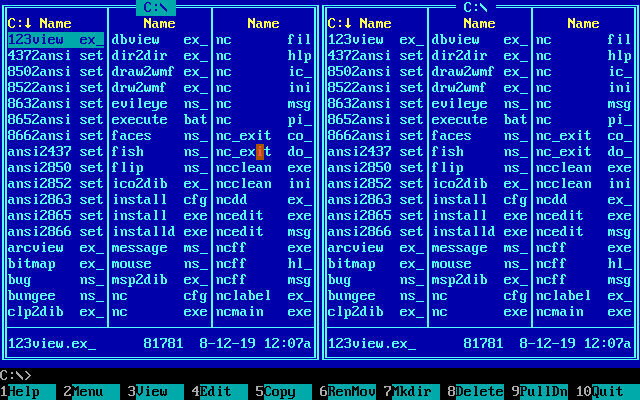 C:\ C:\
C:↓ Name Name Name C:↓ Name Name Name
123view ex_ dbview ex_ nc fil 123view ex_ dbview ex_ nc fil
4372ansi set dir2dir ex_ nc hlp 4372ansi set dir2dir ex_ nc hlp
8502ansi set draw2wmf ex_ nc ic_ 8502ansi set draw2wmf ex_ nc ic_
8522ansi set drw2wmf ex_ nc ini 8522ansi set drw2wmf ex_ nc ini
8632ansi set evileye ns_ nc msg 8632ansi set evileye ns_ nc msg
8652ansi set execute bat nc pi_ 8652ansi set execute bat nc pi_
8662ansi set faces ns_ nc_exit co_ 8662ansi set faces ns_ nc_exit co_
ansi2437 set fish ns_ nc_exit do_ ansi2437 set fish ns_ nc_exit do_
ansi2850 set flip ns_ ncclean exe ansi2850 set flip ns_ ncclean exe
ansi2852 set ico2dib ex_ ncclean ini ansi2852 set ico2dib ex_ ncclean ini
ansi2863 set install cfg ncdd exe ansi2863 set install cfg ncdd ex_
ansi2865 set install exe ncedit exe ansi2865 set install exe ncedit exe
ansi2866 set installd exe ncedit msg ansi2866 set installd exe ncedit msg
arcview ex_ message ms_ ncff exe arcview ex_ message ms_ ncff exe
bitmap ex_ mouse ns_ ncff hl_ bitmap ex_ mouse ns_ ncff hl_
bug ns_ msp2dib ex_ ncff msg bug ns_ msp2dib ex_ ncff msg
bungee ns_ nc cfg nclabel exe bungee ns_ nc cfg nclabel ex_
clp2dib ex_ nc exe ncmain exe clp2dib ex_ nc exe ncmain exe
123view.ex_ 81781 8-12-19 12:07a 123view.ex_ 81781 8-12-19 12:07a
C:\>
1Help 2Menu 3View 4Edit 5Copy 6RenMov 7Mkdir 8Delete 9PullDn 10Quit